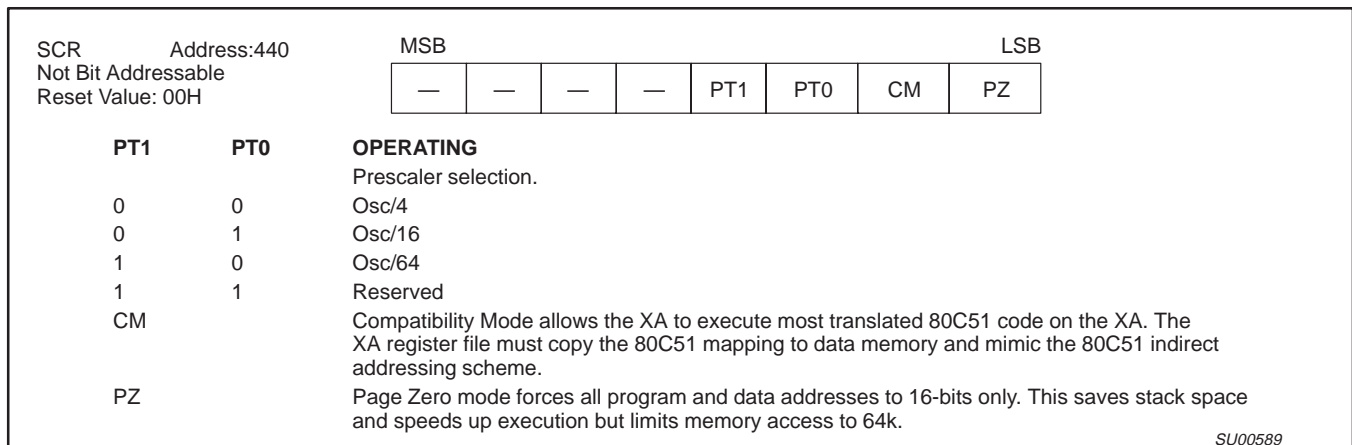 SCR Address:440
Not Bit Addressable
Reset Value: 00H
MSB LSB
— — — — PT1 PT0 CM PZ
PT1 PT0 OPERATING
Prescaler selection.
0 0 Osc/4
0 1 Osc/16
1 0 Osc/64
1 1 Reserved
CM Compatibility Mode allows the XA to execute most translated 80C51 code on the XA. The
XA register file must copy the 80C51 mapping to data memory and mimic the 80C51 indirect
addressing scheme.
PZ Page Zero mode forces all program and data addresses to 16-bits only. This saves stack space
and speeds up execution but limits memory access to 64k.
SU00589